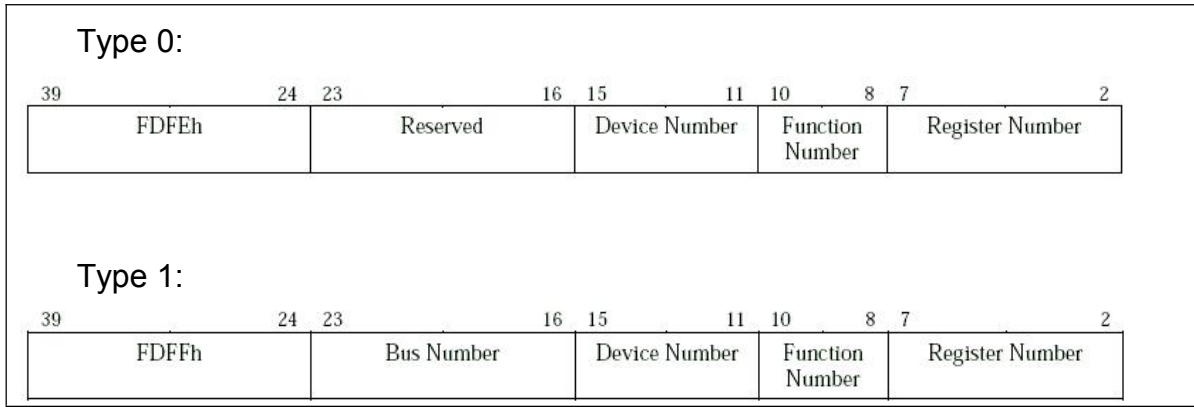 Type 0:
39 24 23 16 15 11 10 8 7 2
FDFEh Reserved Device Number Function Number Register Number
Type 1:
39 24 23 16 15 11 10 8 7 2
FDFFh Bus Number Device Number Function Number Register Number